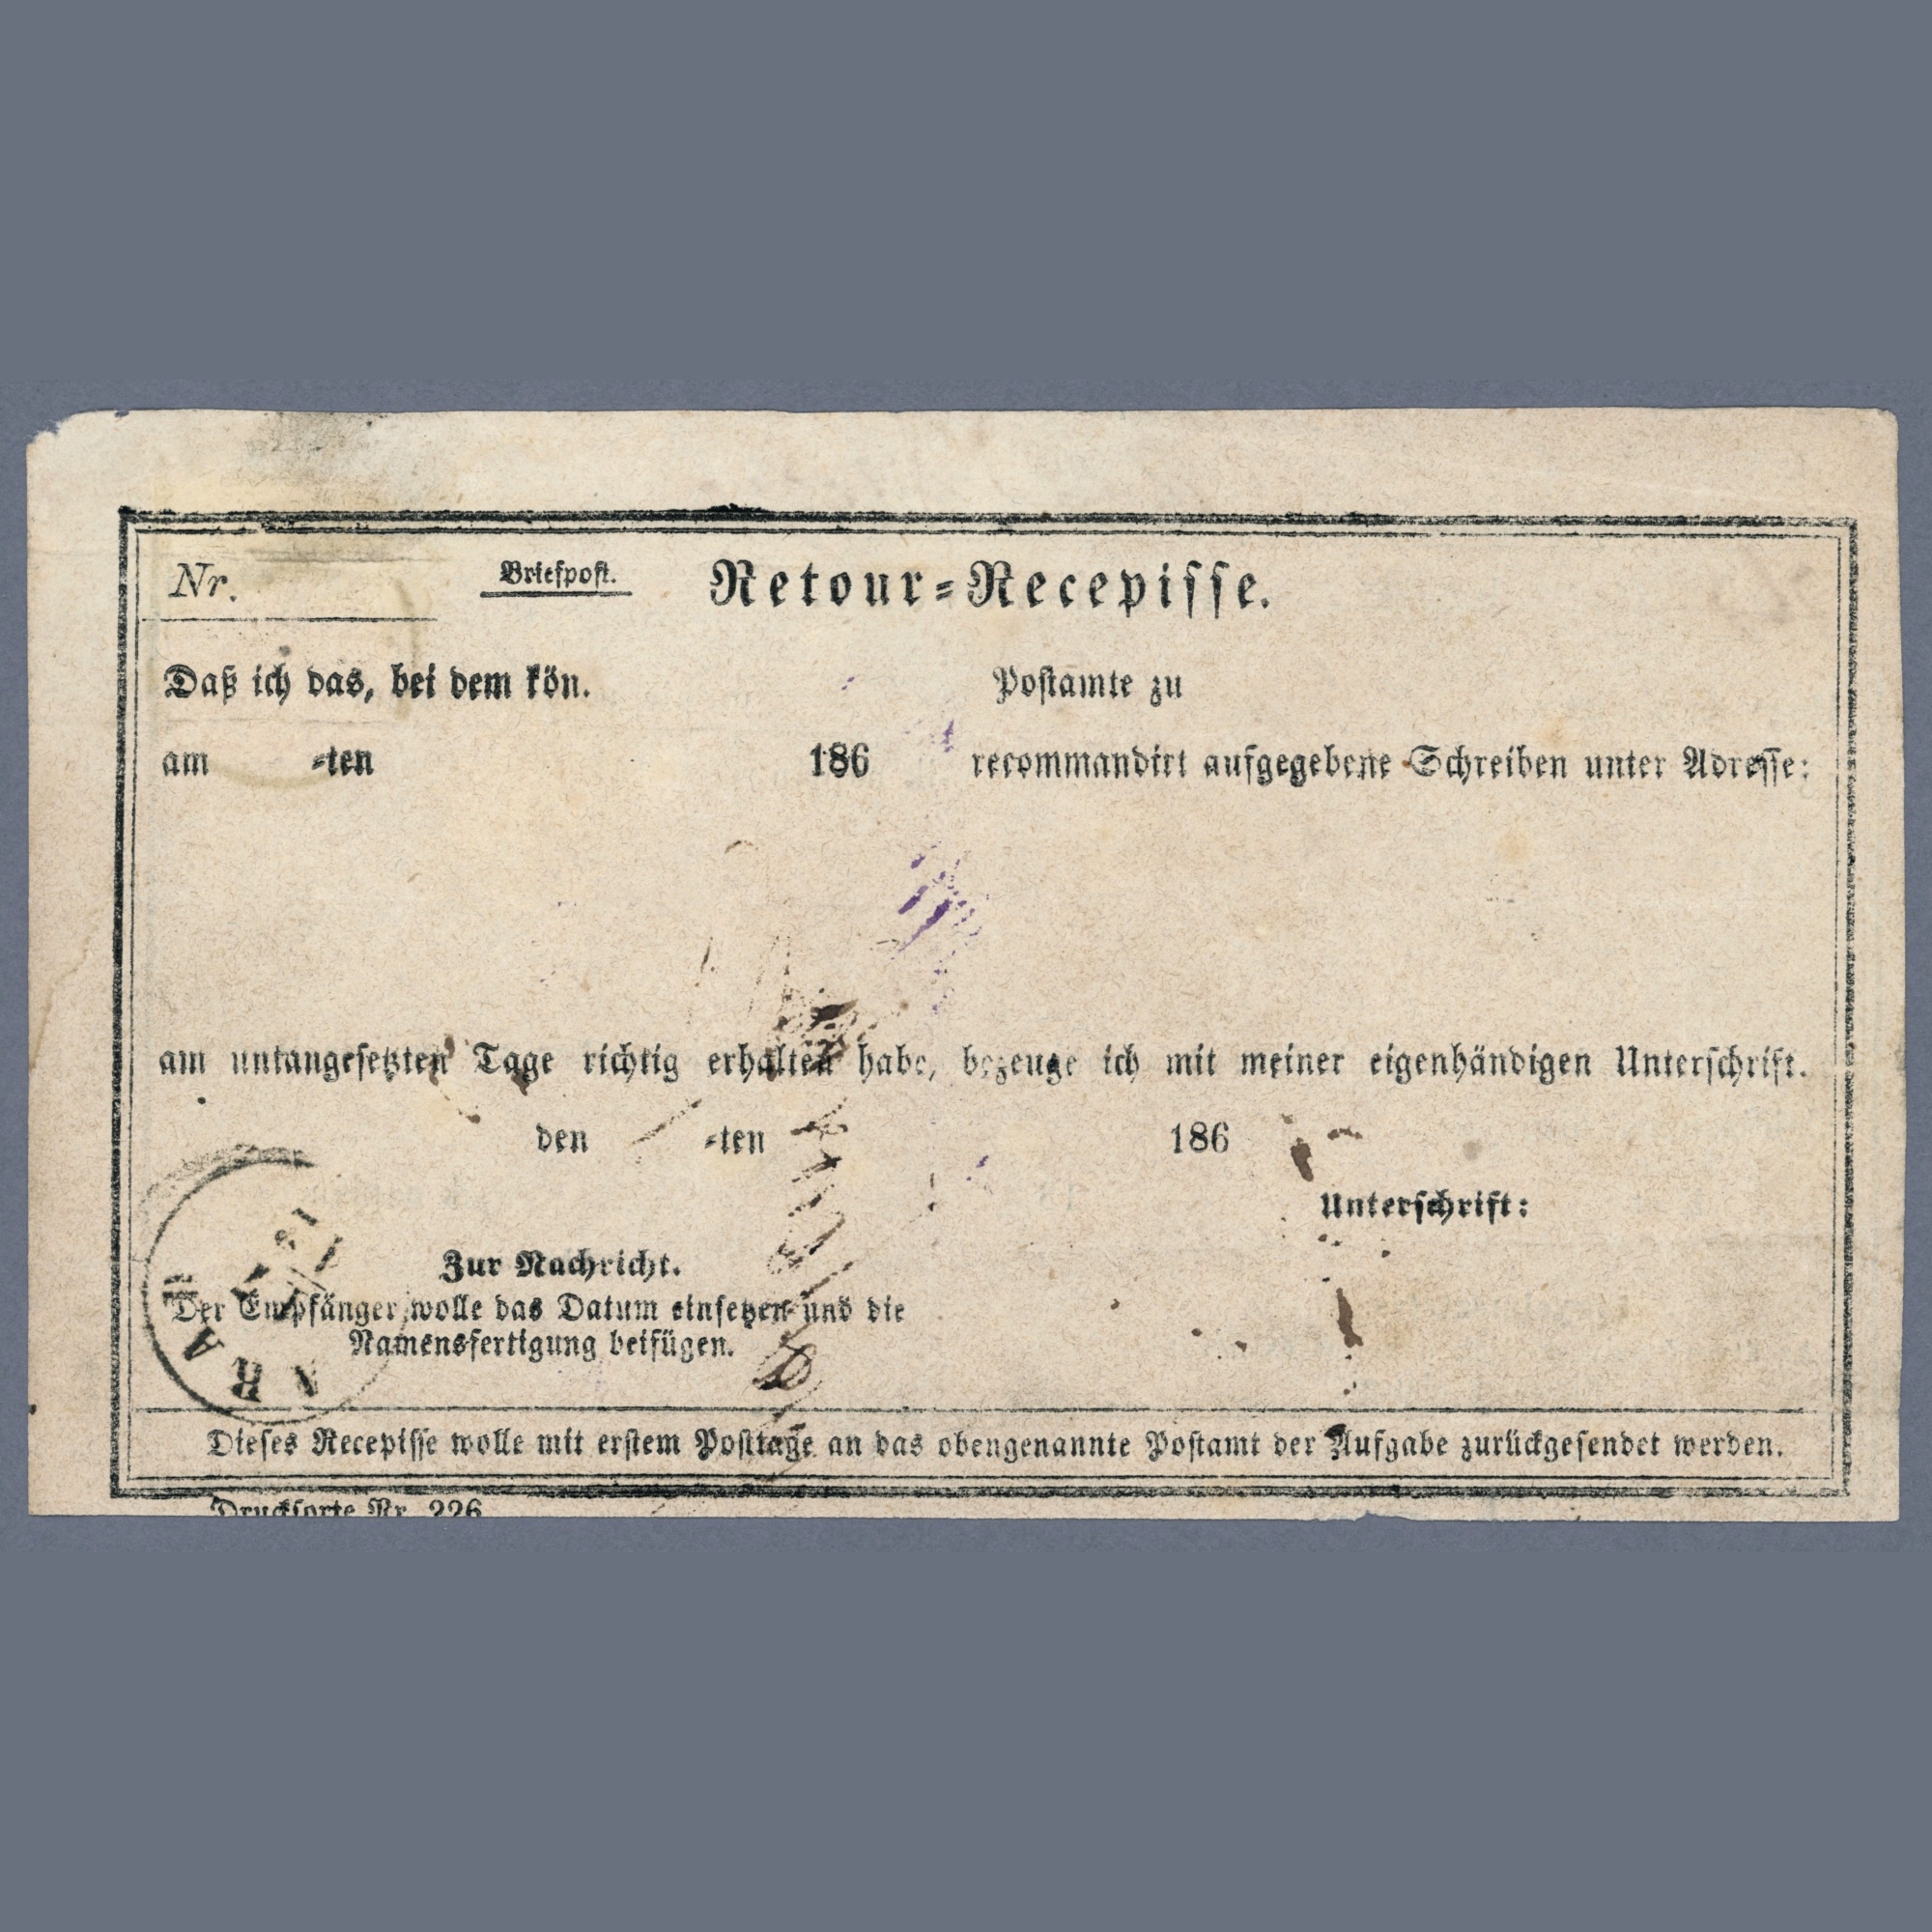 Nr. Briefpost. Retour-Recepisse.
Daß ich das, bei dem kön. Postamte zu
am -ten 186 recommandirt aufgegebene Schreiben unter Adresse:
am untangesetzten Tage richtig erhalten habe, bezeuge ich mit meiner eigenhändigen Unterschrift.
den -ten 186
Unterschrift:
Zur Nachricht.
Der Empfänger wolle das Datum einsetzen und die
Namensfertigung beifügen.
Dieses Recepisse wolle mit erstem Posttage an das obengenannte Postamt der Aufgabe zurückgesendet werden.
Drucksorte Nr. 226